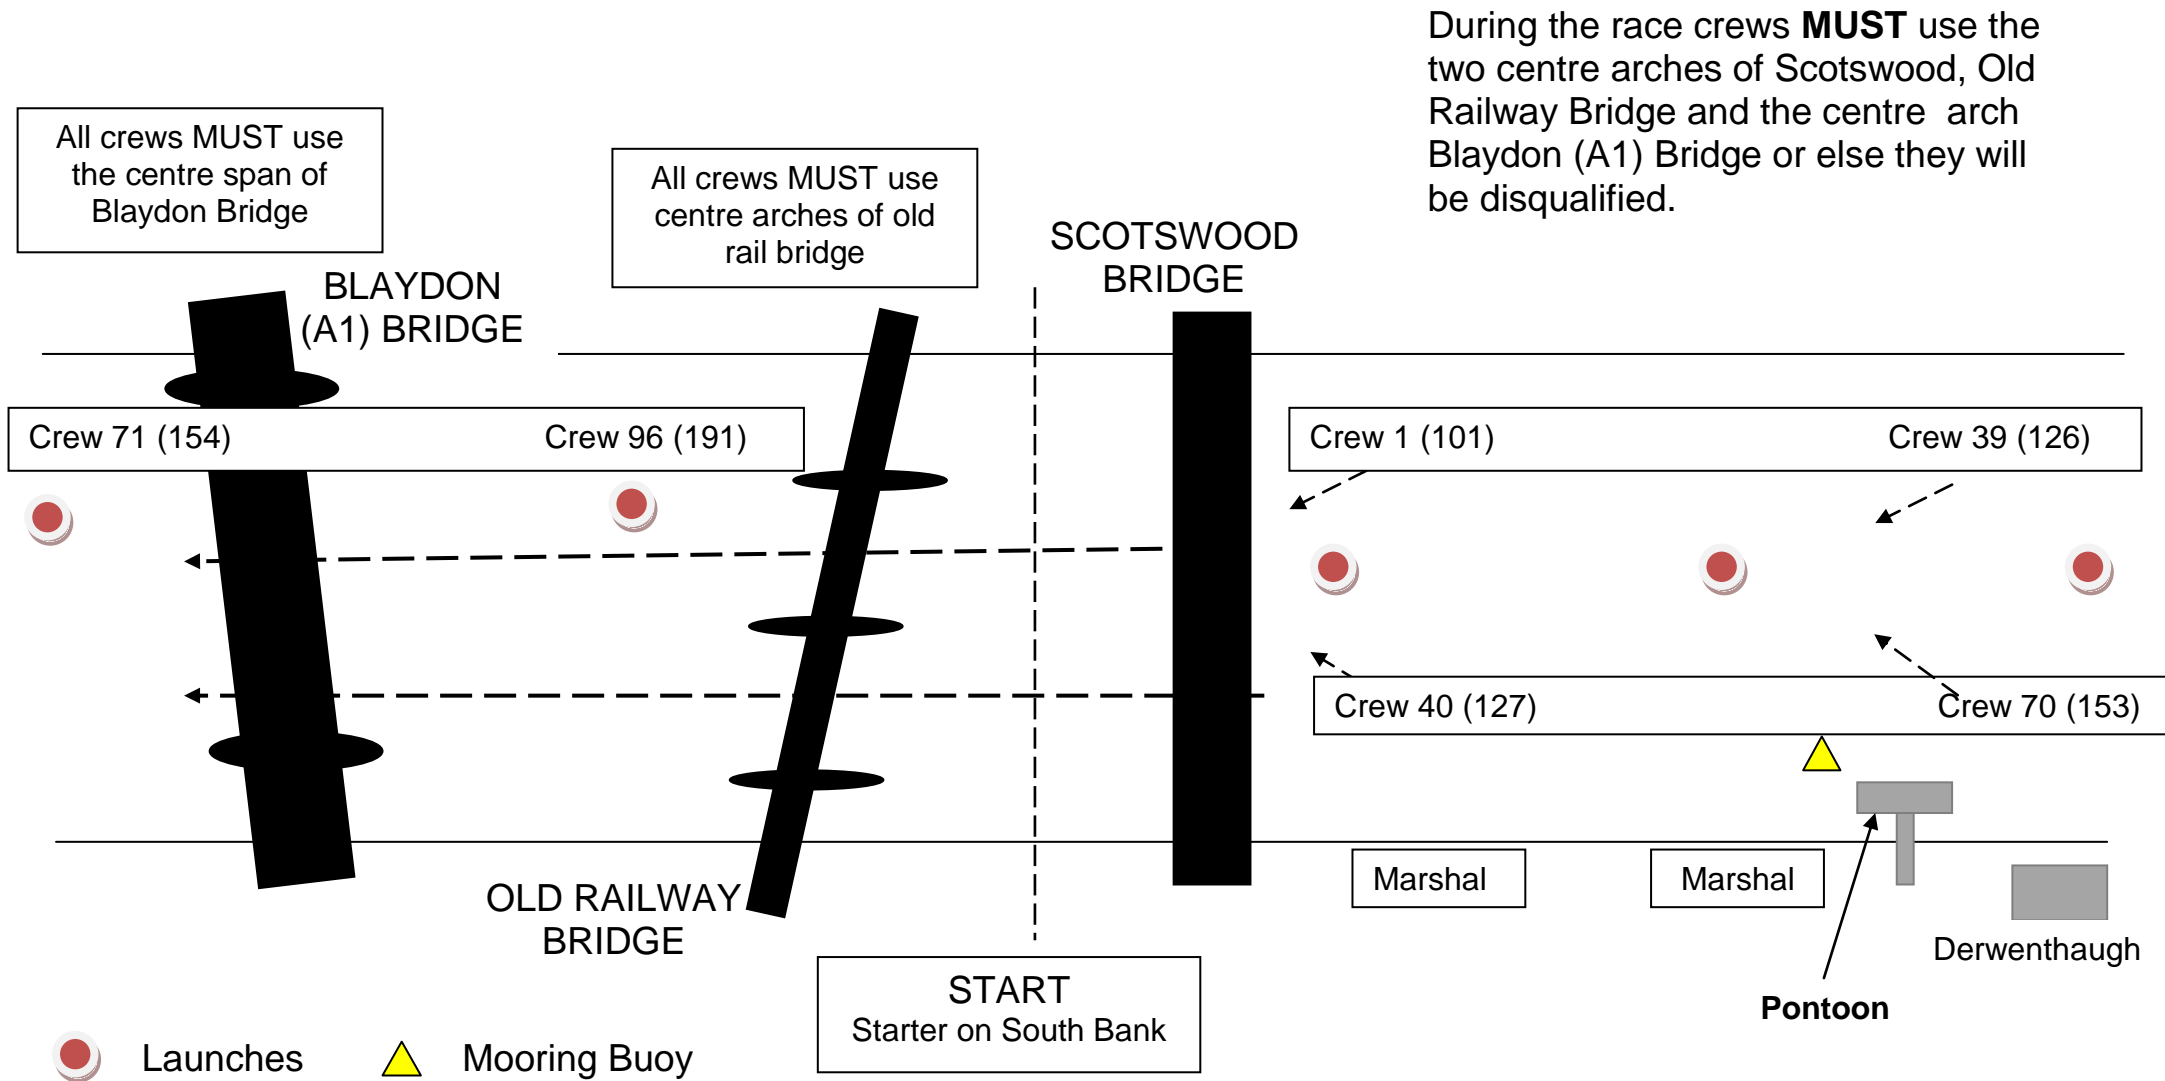 During the race crews MUST use the
two centre arches of Scotswood, Old
Railway Bridge and the centre arch
Blaydon (A1) Bridge or else they will
be disqualified.
All crews MUST use
the centre span of
Blaydon Bridge
All crews MUST use
centre arches of old
rail bridge
SCOTSWOOD
BRIDGE
BLAYDON
(A1) BRIDGE
Crew 71 (154) Crew 96 (191)
Crew 1 (101) Crew 39 (126)
Crew 40 (127) Crew 70 (153)
Marshal
Marshal
OLD RAILWAY
BRIDGE
Derwenthaugh
START
Starter on South Bank
Pontoon
Launches
Mooring Buoy